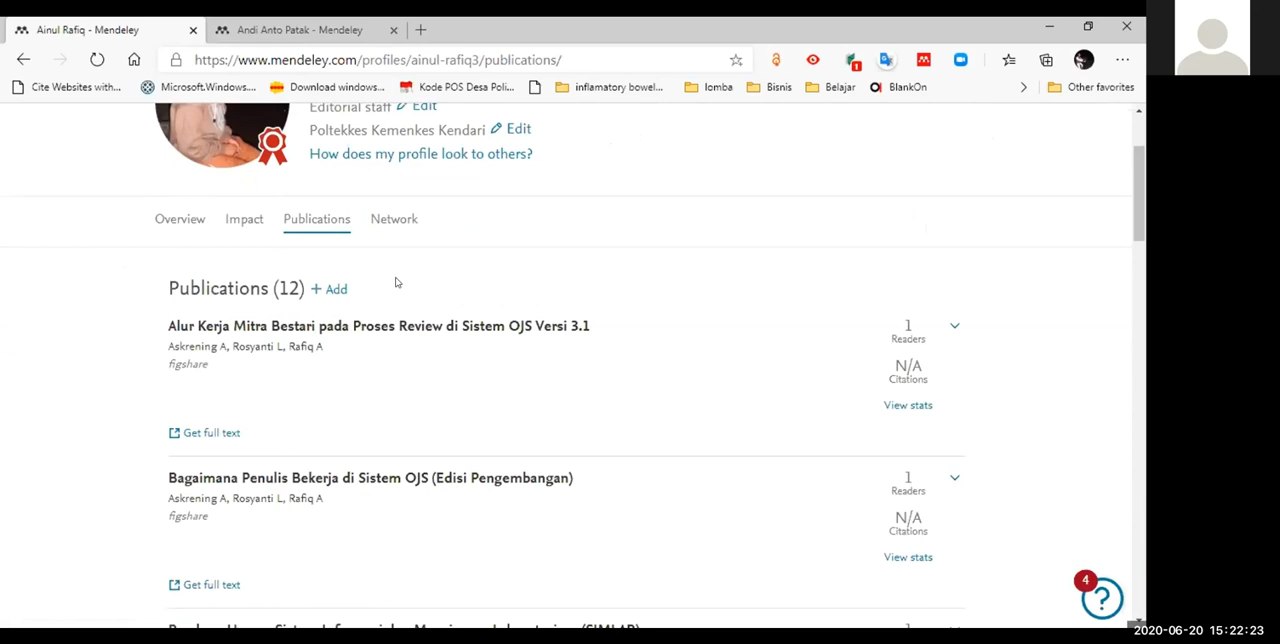 Ainul Rafiq - Mendeley
Andi Anto Patak - Mendeley
https://www.mendeley.com/profiles/ainul-rafiq3/publications/
1
Cite Websites with...
Microsoft.Windows....
Download windows...
Kode POS Desa Poli...
inflamatory bowel...
lomba
Bisnis
Belajar
BlankOn
Other favorites
Editorial staff Edit
Poltekkes Kemenkes Kendari Edit
How does my profile look to others?
Overview
Impact
Publications
Network
Publications (12) + Add
Alur Kerja Mitra Bestari pada Proses Review di Sistem OJS Versi 3.1
Askrening A, Rosyanti L, Rafiq A
figshare
1
Readers
N/A
Citations
View stats
Get full text
Bagaimana Penulis Bekerja di Sistem OJS (Edisi Pengembangan)
Askrening A, Rosyanti L, Rafiq A
figshare
1
Readers
N/A
Citations
View stats
Get full text
4
?
2020-06-20 15:22:23